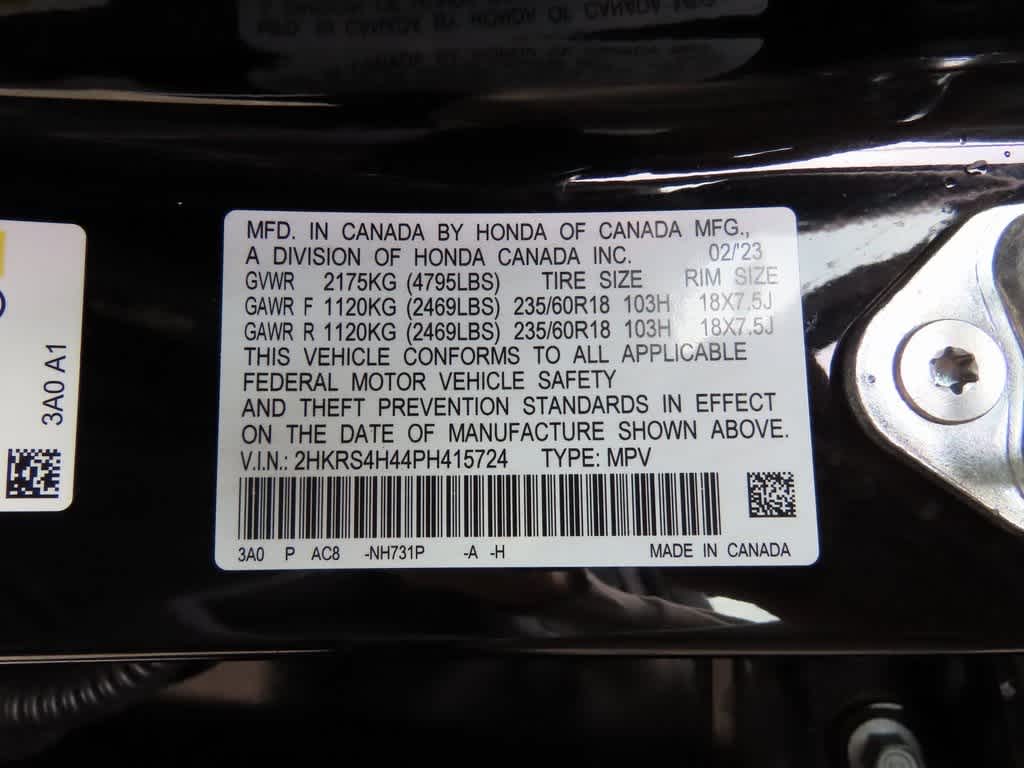 MFD. IN CANADA BY HONDA OF CANADA MFG.,
A DIVISION OF HONDA CANADA INC. 02/'23
GVWR 2175KG (4795LBS) TIRE SIZE RIM SIZE
GAWR F 1120KG (2469LBS) 235/60R18 103H 18X7.5J
GAWR R 1120KG (2469LBS) 235/60R18 103H 18X7.5J
THIS VEHICLE CONFORMS TO ALL APPLICABLE
FEDERAL MOTOR VEHICLE SAFETY
AND THEFT PREVENTION STANDARDS IN EFFECT
ON THE DATE OF MANUFACTURE SHOWN ABOVE.
V.I.N.: 2HKRS4H44PH415724 TYPE: MPV
3A0 P AC8 -NH731P -A -H MADE IN CANADA
3A0 A1